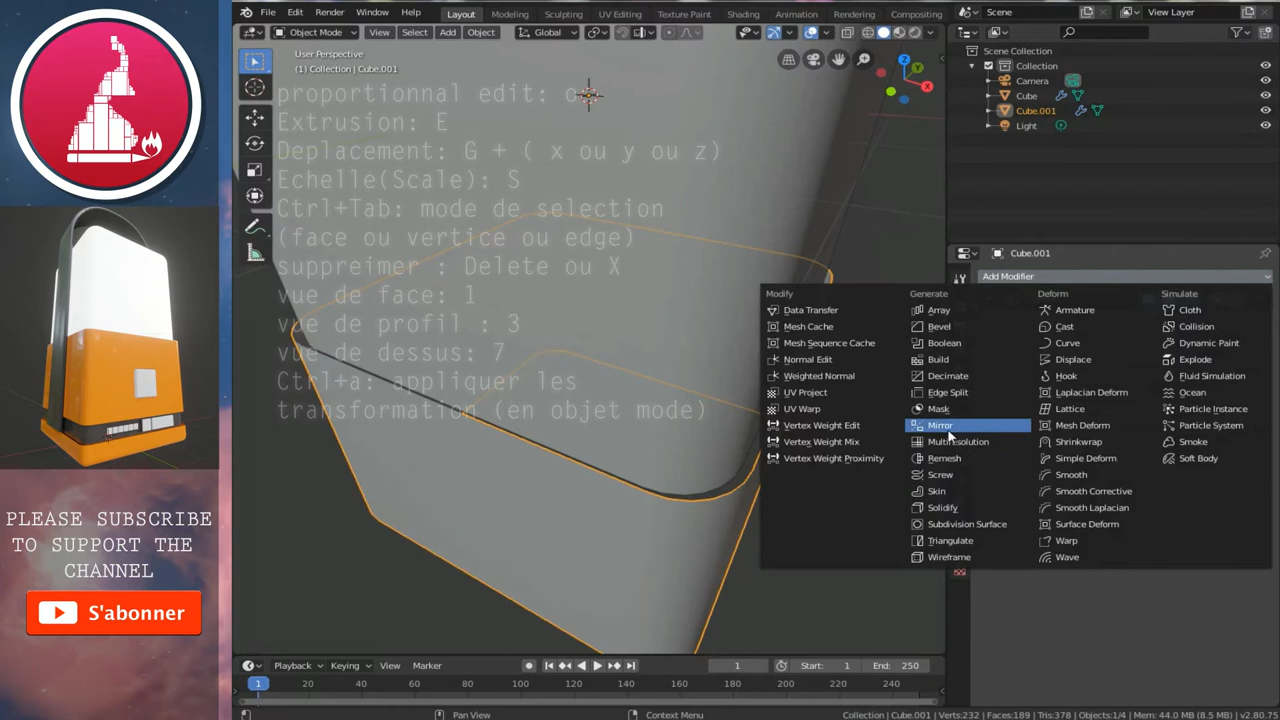 File Edit Render Window Help
Layout Modeling Sculpting UV Editing Texture Paint Shading Animation Rendering Compositing
Scene
View Layer
Object Mode View Select Add Object
Global
User Perspective
(1) Collection | Cube.001
proportionnal edit: o
Extrusion: E
Deplacement: G + ( x ou y ou z)
Echelle(Scale): S
Ctrl+Tab: mode de selection
(face ou vertice ou edge)
suppreimer : Delete ou X
vue de face: 1
vue de profil : 3
vue de dessus: 7
Ctrl+a: appliquer les
transformation (en objet mode)
Z
Y
X
Scene Collection
Collection
Camera
Cube
Cube.001
Light
Cube.001
Add Modifier
Modify
Data Transfer
Mesh Cache
Mesh Sequence Cache
Normal Edit
Weighted Normal
UV Project
UV Warp
Vertex Weight Edit
Vertex Weight Mix
Vertex Weight Proximity
Generate
Array
Bevel
Boolean
Build
Decimate
Edge Split
Mask
Mirror
Multiresolution
Remesh
Screw
Skin
Solidify
Subdivision Surface
Triangulate
Wireframe
Deform
Armature
Cast
Curve
Displace
Hook
Laplacian Deform
Lattice
Mesh Deform
Shrinkwrap
Simple Deform
Smooth
Smooth Corrective
Smooth Laplacian
Surface Deform
Warp
Wave
Simulate
Cloth
Collision
Dynamic Paint
Explode
Fluid Simulation
Ocean
Particle Instance
Particle System
Smoke
Soft Body
PLEASE SUBSCRIBE
TO SUPPORT THE
CHANNEL
S'abonner
Playback Keying View Marker
1
Start: 1
End: 250
1 20 40 60 80 100 120 140 160 180 200 220 240
Pan View
Context Menu
Collection | Cube.001 | Verts:232 | Faces:189 | Tris:378 | Objects:1/4 | Mem: 44.0 MB (8.5 MB) | v2.80.75